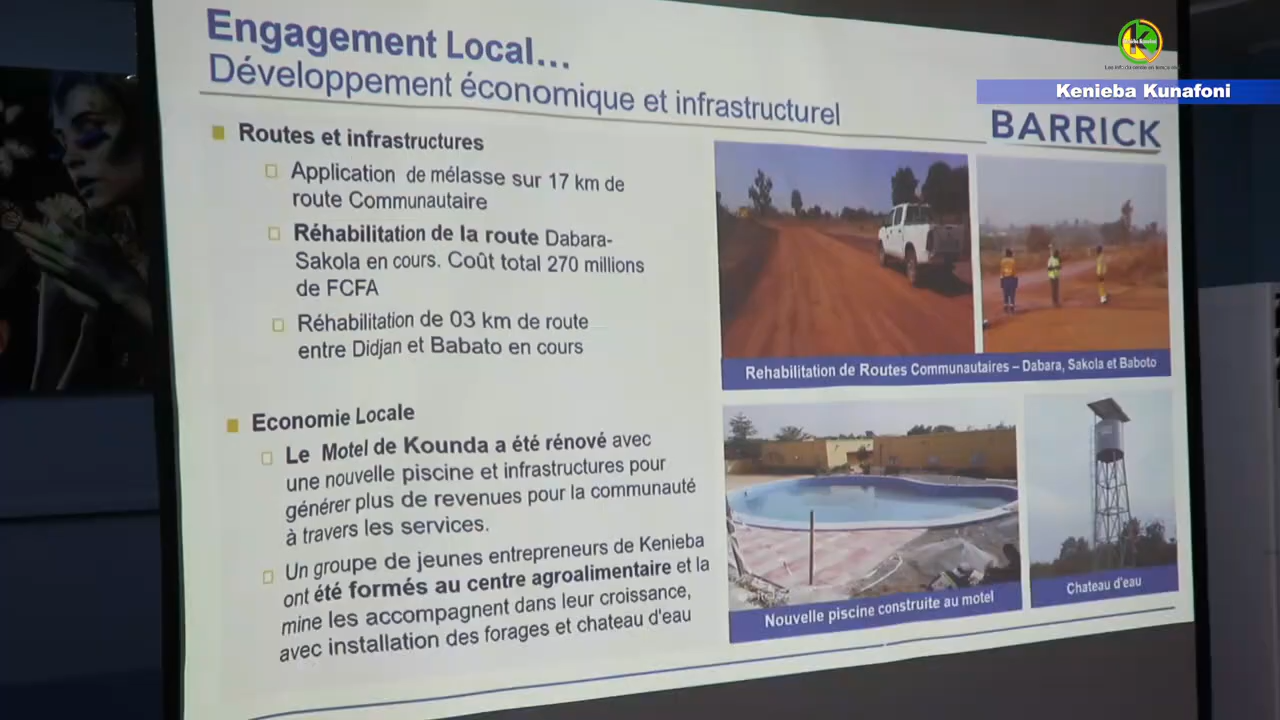 Engagement Local...
Développement économique et infrastructurel
Kenieba Kunafoni
BARRICK
Routes et infrastructures
Application de mélasse sur 17 km de
route Communautaire
Réhabilitation de la route Dabara-
Sakola en cours. Coût total 270 millions
de FCFA
Réhabilitation de 03 km de route
entre Didjan et Babato en cours
Economie Locale
Le Motel de Kounda a été rénové avec
une nouvelle piscine et infrastructures pour
générer plus de revenues pour la communauté
à travers les services.
Un groupe de jeunes entrepreneurs de Kenieba
ont été formés au centre agroalimentaire et la
mine les accompagnent dans leur croissance,
avec installation des forages et chateau d'eau
Rehabilitation de Routes Communautaires – Dabara, Sakola et Baboto
Nouvelle piscine construite au motel
Chateau d'eau